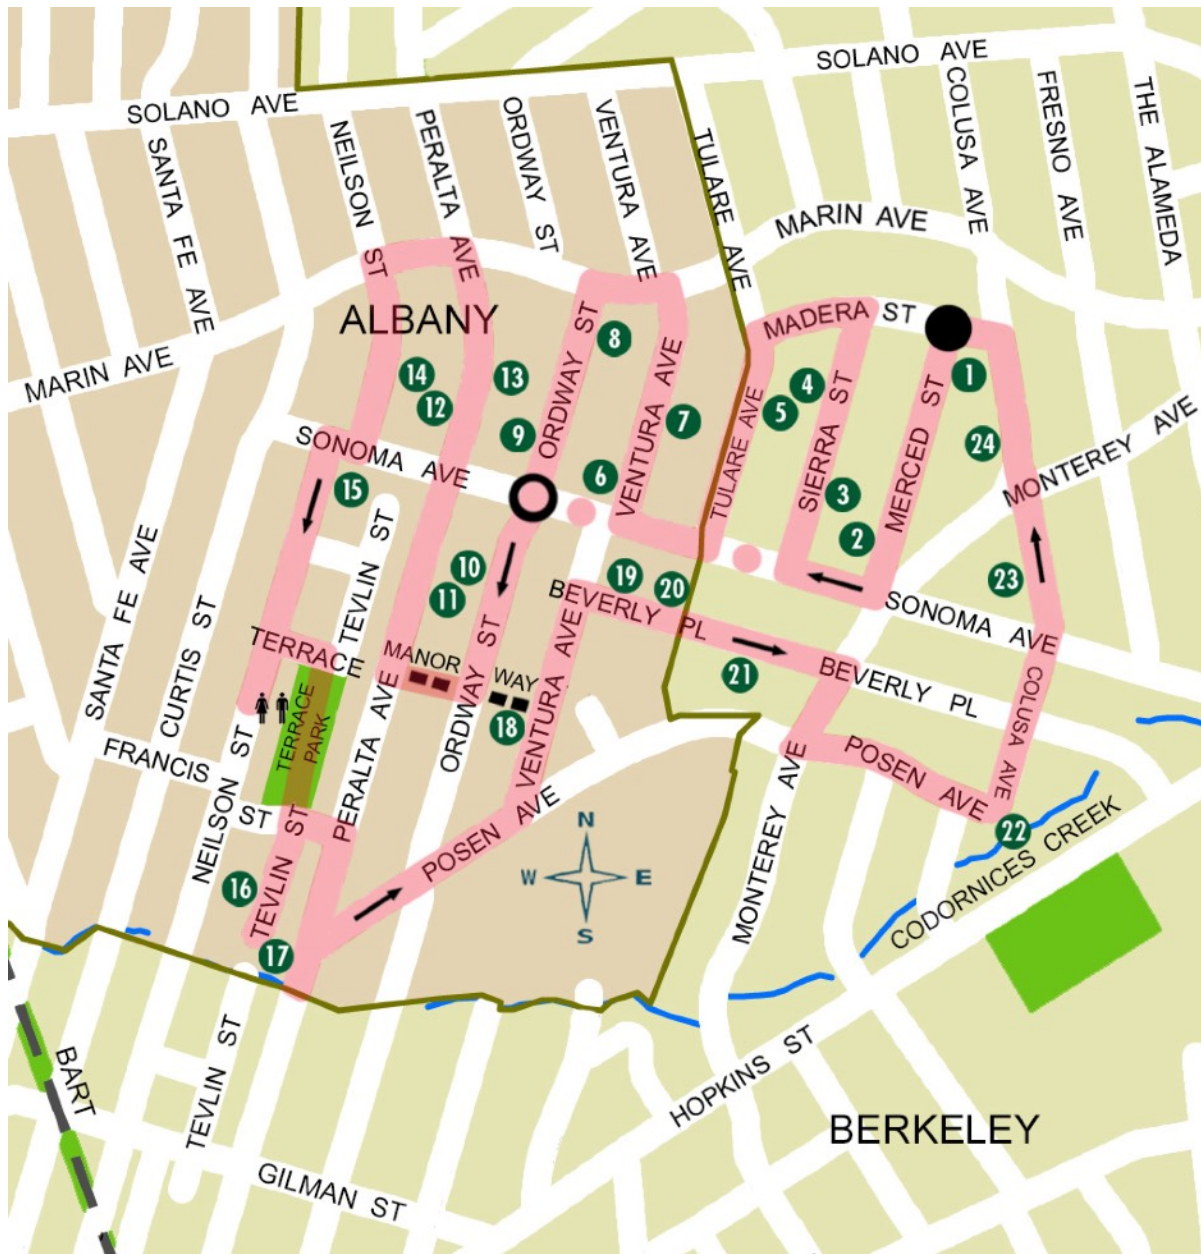 SOLANO AVE
SOLANO AVE
SANTA FE AVE
NEILSON ST
PERALTA AVE
ORDWAY ST
VENTURA AVE
TULARE AVE
COLUSA AVE
FRESNO AVE
THE ALAMEDA
MARIN AVE
MARIN AVE
ALBANY
MADERA ST
ORDWAY ST
8
VENTURA AVE
14
13
12
9
7
6
4
5
1
TULARE AVE
SIERRA ST
MERCED ST
24
3
2
MONTEREY AVE
SONOMA AVE
15
TEVLIN ST
10
11
19
20
23
SONOMA AVE
SANTA FE AVE
CURTIS ST
TERRACE
MANOR WAY
18
BEVERLY PL
21
BEVERLY PL
COLUSA AVE
NEILSON ST
TERRACE
PARK
PERALTA AVE
ORDWAY ST
VENTURA AVE
FRANCIS ST
MONTEREY AVE
POSEN AVE
22
CODORNICES CREEK
POSEN AVE
N
W
E
S
16
TEVLIN ST
17
TEVLIN ST
BART
GILMAN ST
HOPKINS ST
BERKELEY